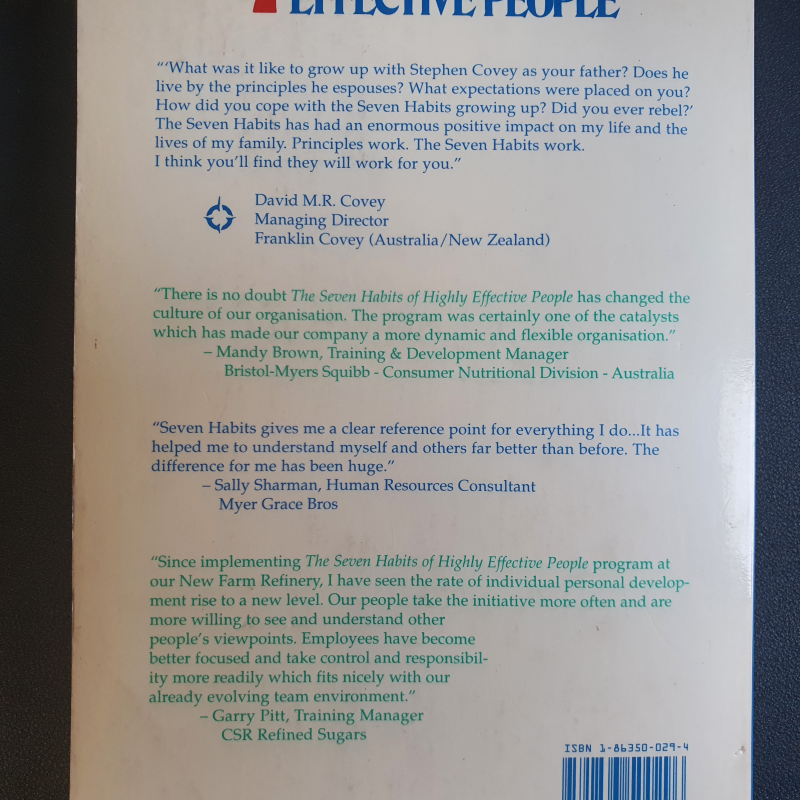 7 EFFECTIVE PEOPLE
“‘What was it like to grow up with Stephen Covey as your father? Does he
live by the principles he espouses? What expectations were placed on you?
How did you cope with the Seven Habits growing up? Did you ever rebel?’
The Seven Habits has had an enormous positive impact on my life and the
lives of my family. Principles work. The Seven Habits work.
I think you’ll find they will work for you.”
David M.R. Covey
Managing Director
Franklin Covey (Australia/New Zealand)
“There is no doubt The Seven Habits of Highly Effective People has changed the
culture of our organisation. The program was certainly one of the catalysts
which has made our company a more dynamic and flexible organisation.”
– Mandy Brown, Training & Development Manager
Bristol-Myers Squibb - Consumer Nutritional Division - Australia
“Seven Habits gives me a clear reference point for everything I do...It has
helped me to understand myself and others far better than before. The
difference for me has been huge.”
– Sally Sharman, Human Resources Consultant
Myer Grace Bros
“Since implementing The Seven Habits of Highly Effective People program at
our New Farm Refinery, I have seen the rate of individual personal develop-
ment rise to a new level. Our people take the initiative more often and are
more willing to see and understand other
people’s viewpoints. Employees have become
better focused and take control and responsibil-
ity more readily which fits nicely with our
already evolving team environment.”
– Garry Pitt, Training Manager
CSR Refined Sugars
ISBN 1-86350-029-4